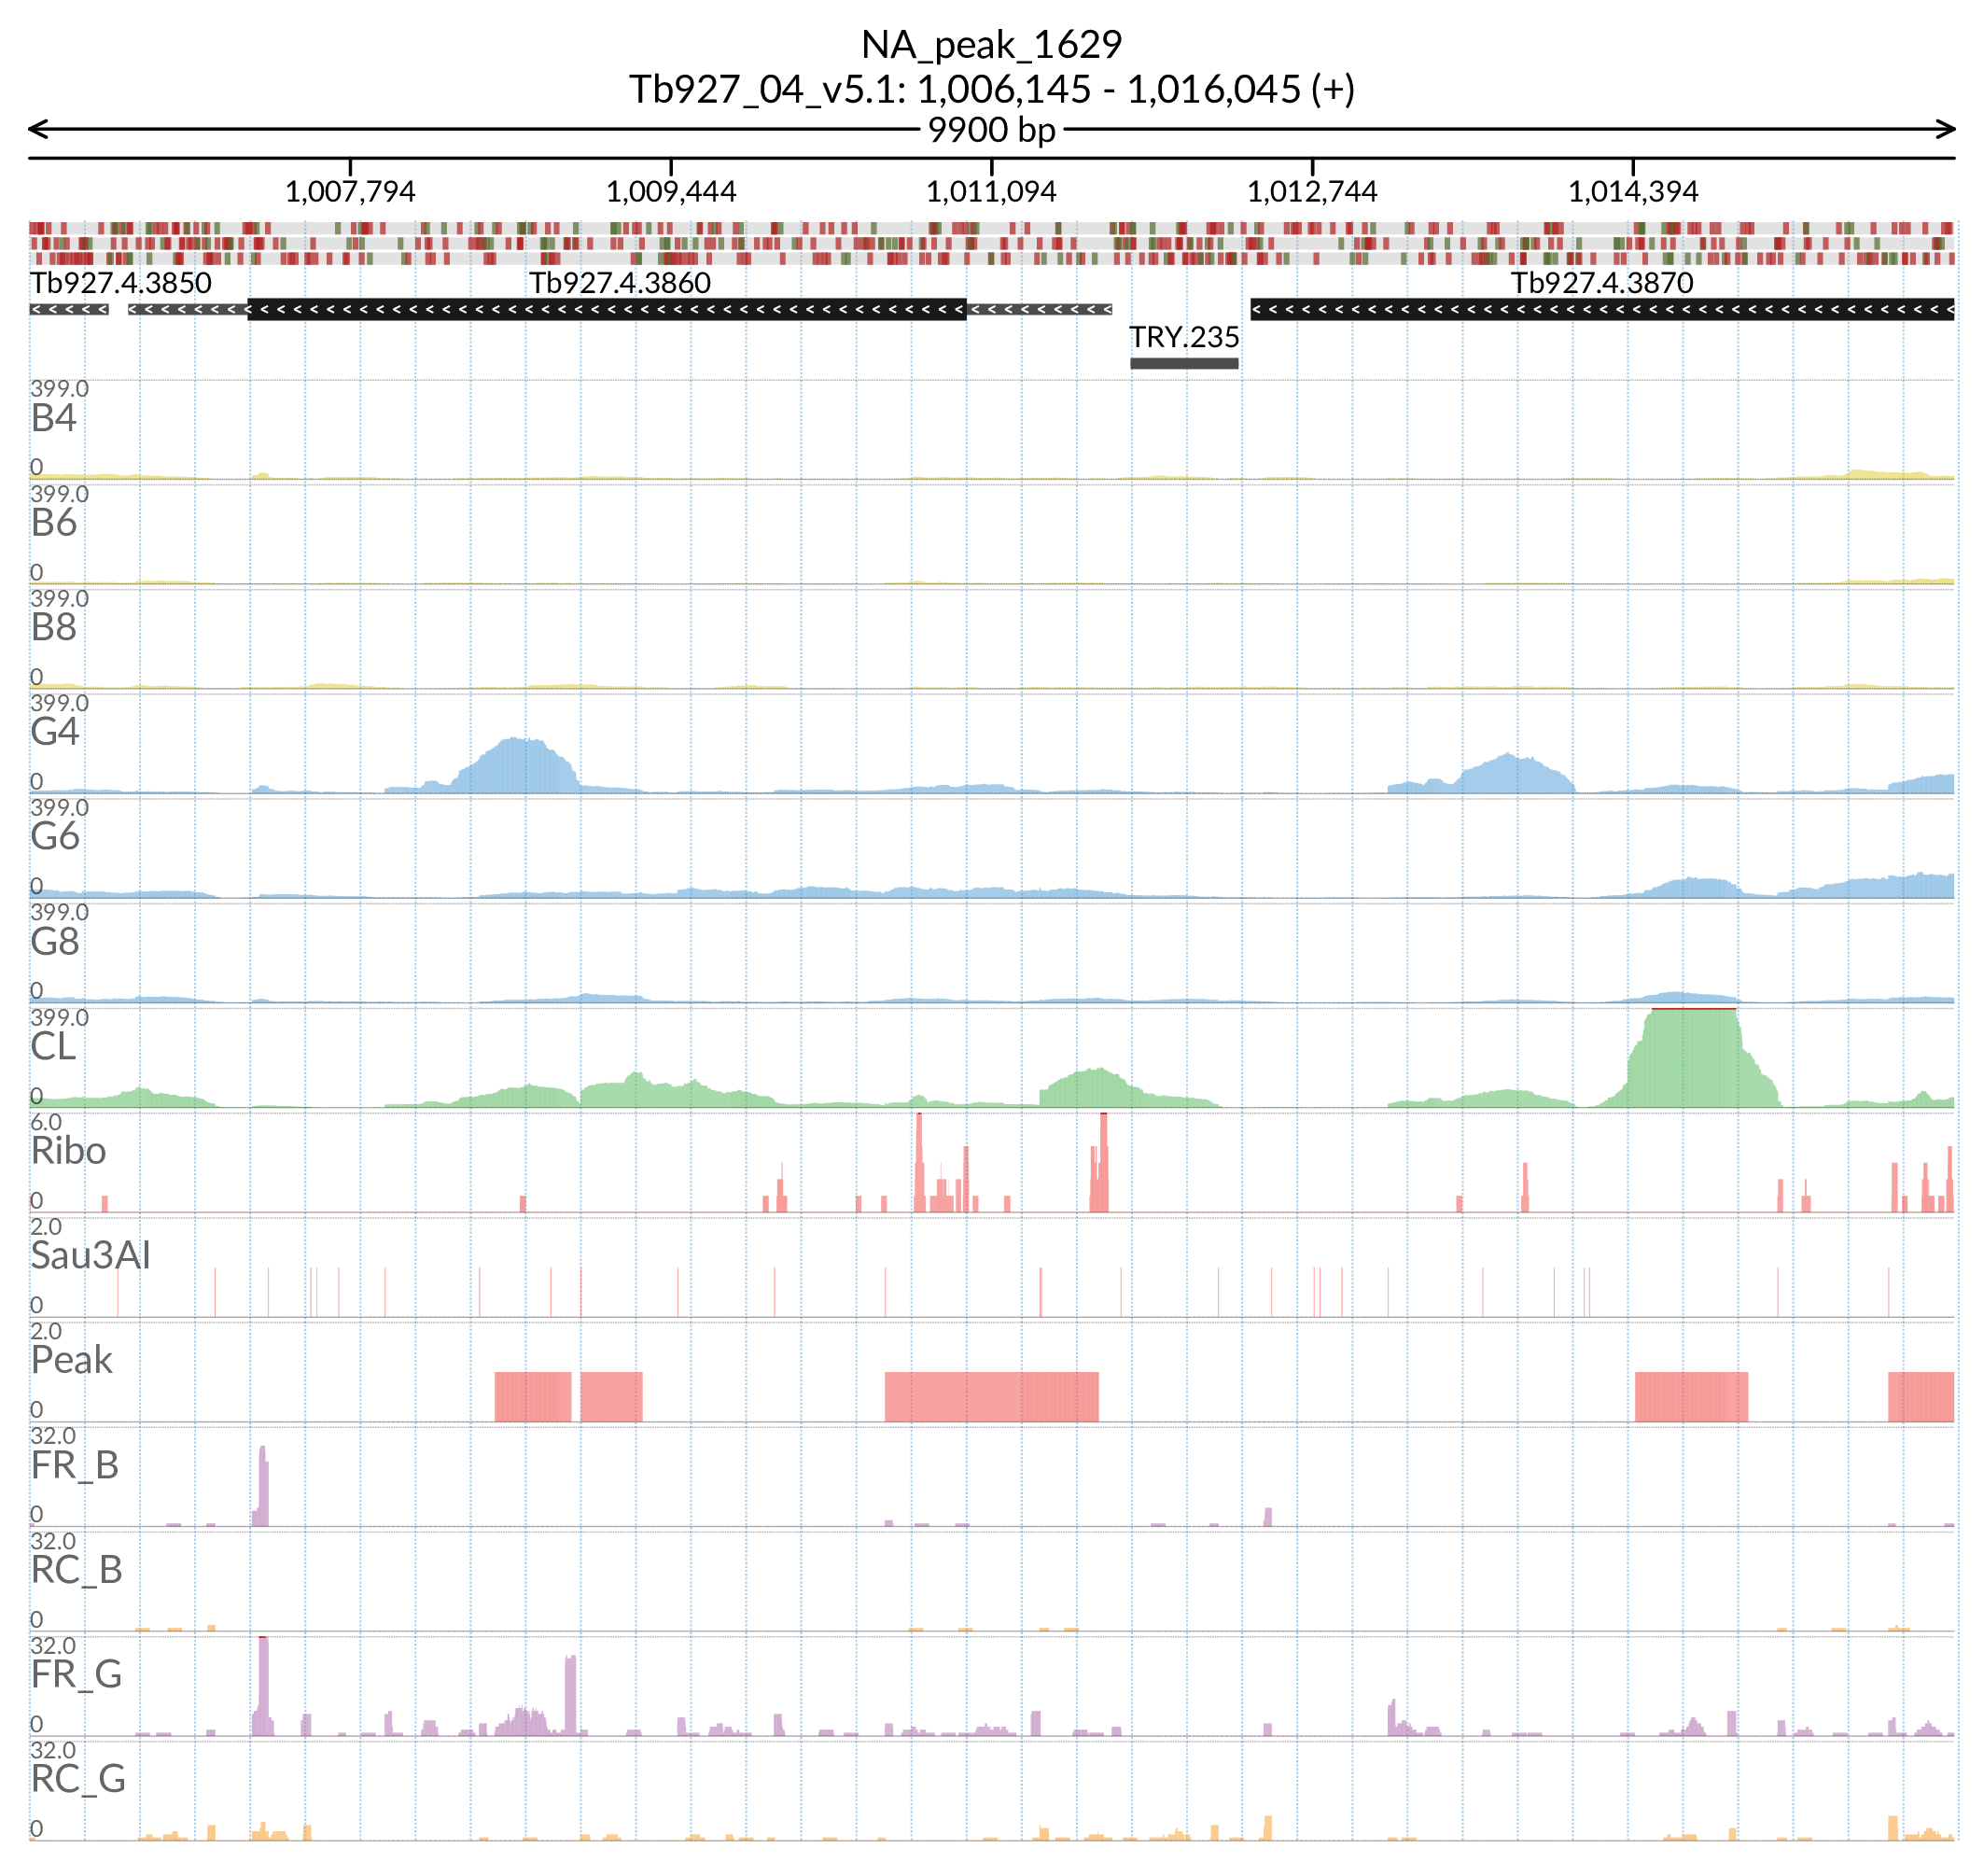 NA_peak_1629
Tb927_04_v5.1: 1,006,145 - 1,016,045 (+)
9900 bp
1,007,794 1,009,444 1,011,094 1,012,744 1,014,394
Tb927.4.3850 Tb927.4.3860 Tb927.4.3870
TRY.235
399.0
B4
0
399.0
B6
0
399.0
B8
0
399.0
G4
0
399.0
G6
0
399.0
G8
0
399.0
CL
0
6.0
Ribo
0
2.0
Sau3AI
0
2.0
Peak
0
32.0
FR_B
0
32.0
RC_B
0
32.0
FR_G
0
32.0
RC_G
0